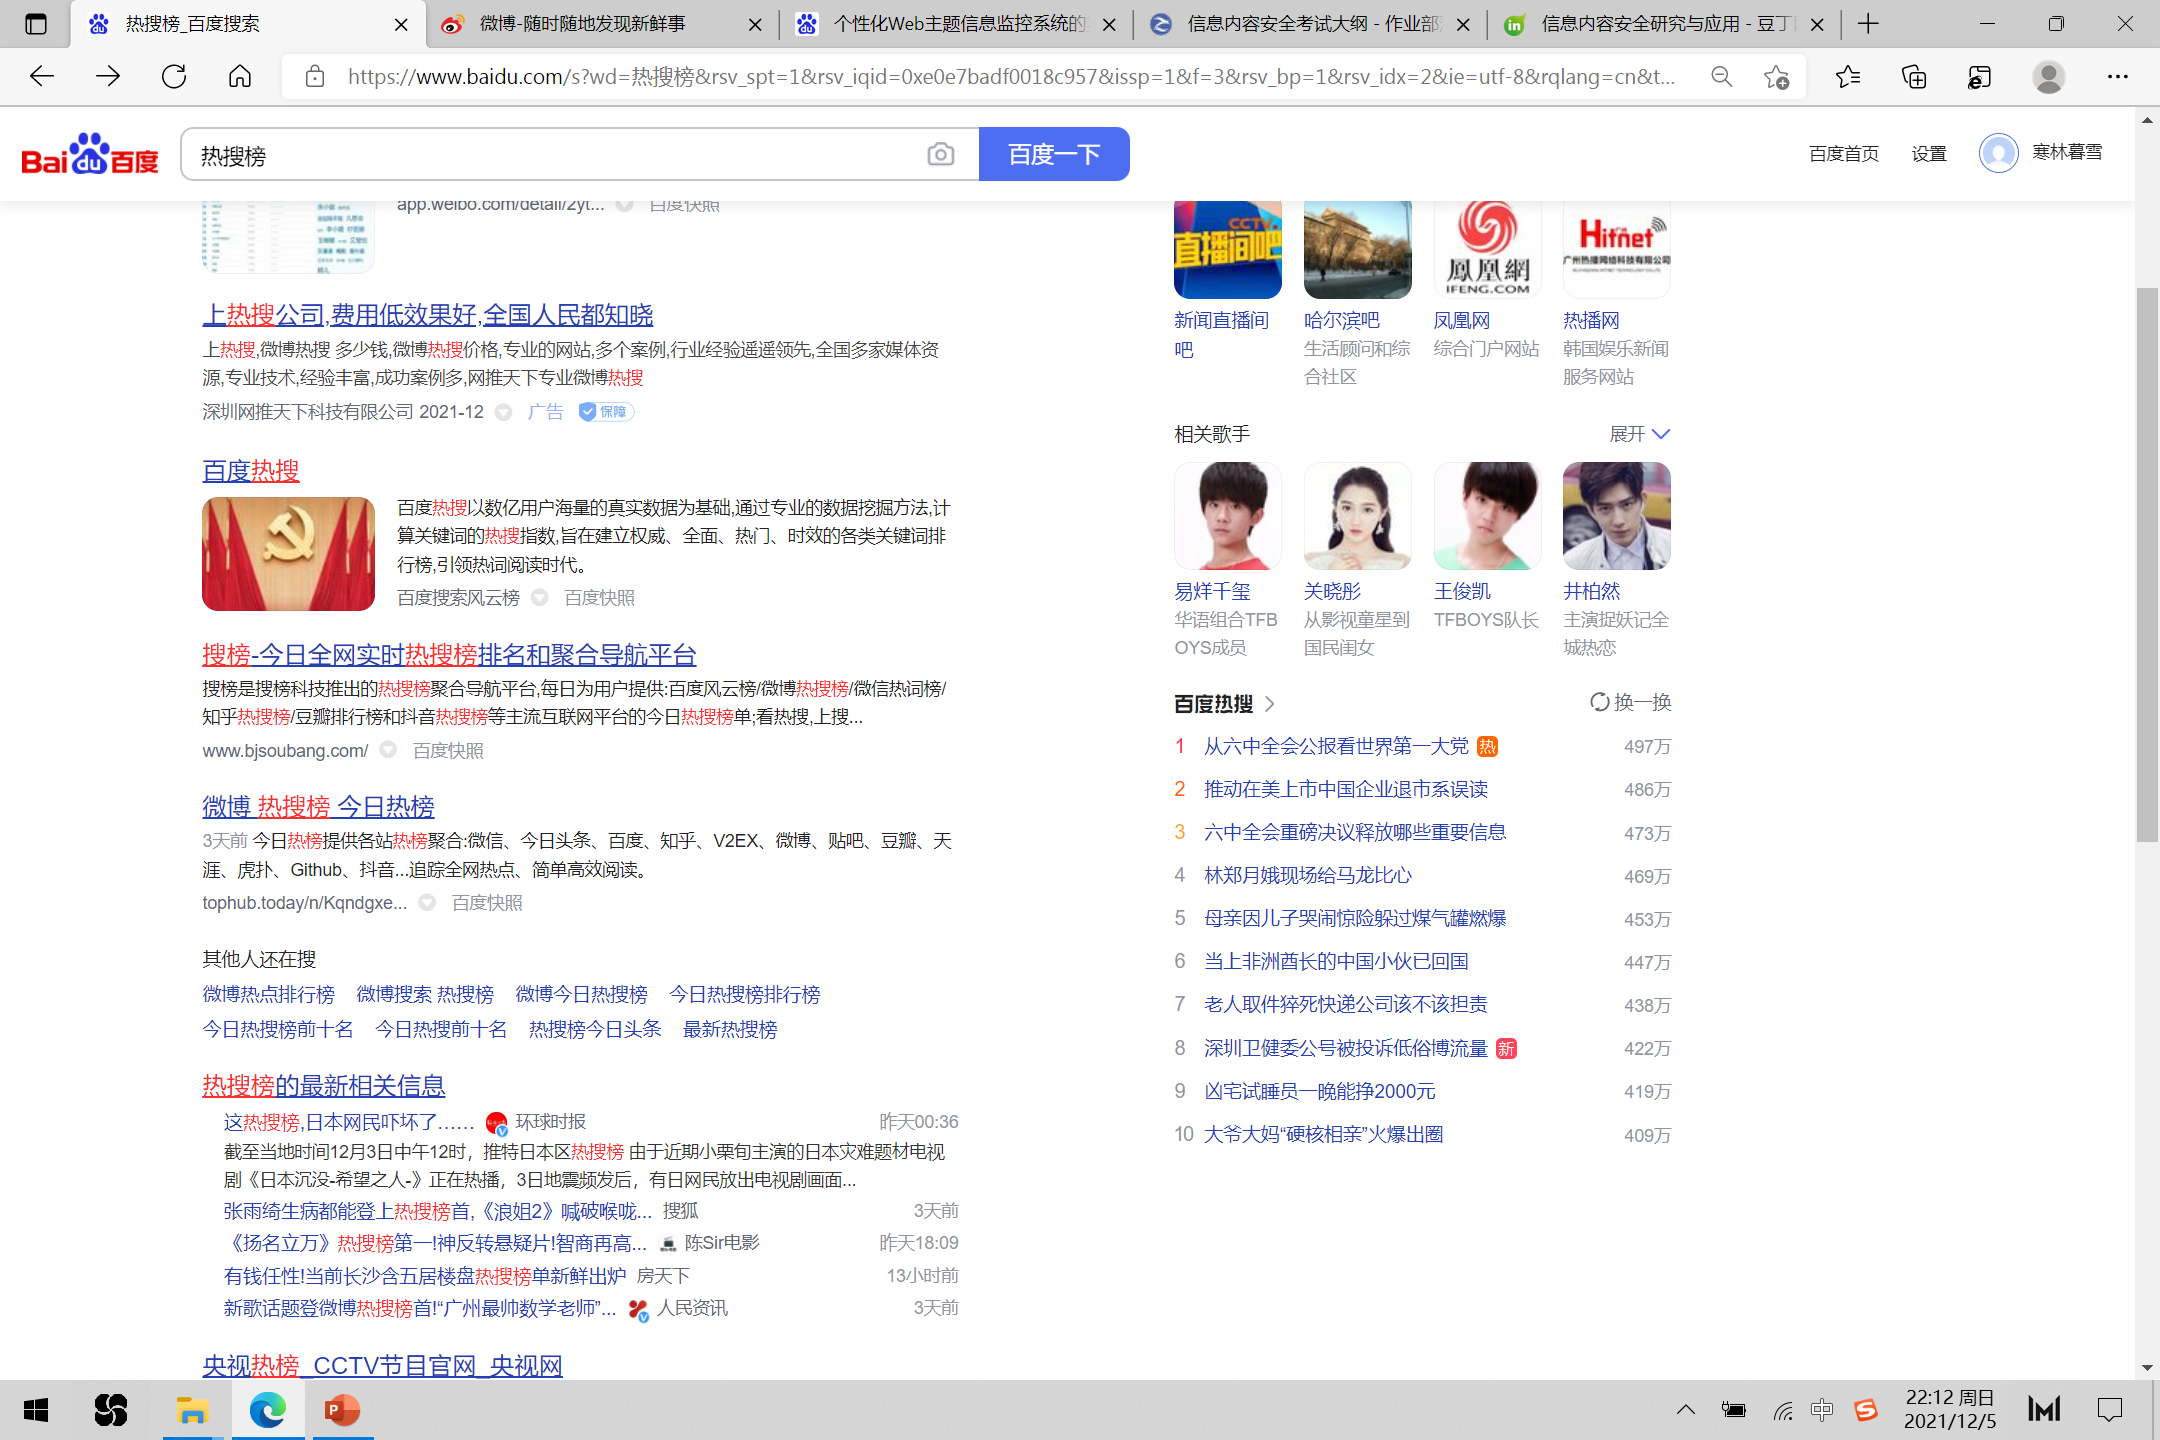 热搜榜_百度搜索
微博-随时随地发现新鲜事
个性化Web主题信息监控系统的
信息内容安全考试大纲 - 作业部
信息内容安全研究与应用 - 豆丁
https://www.baidu.com/s?wd=热搜榜&rsv_spt=1&rsv_iqid=0xe0e7badf0018c957&issp=1&f=3&rsv_bp=1&rsv_idx=2&ie=utf-8&rqlang=cn&t...
Bai du 百度
热搜榜
百度一下
百度首页
设置
寒林暮雪
app.weibo.com/detail/2yt...
百度快照
上热搜公司,费用低效果好,全国人民都知晓
上热搜,微博热搜 多少钱,微博热搜价格,专业的网站,多个案例,行业经验遥遥领先,全国多家媒体资
源,专业技术,经验丰富,成功案例多,网推天下专业微博热搜
深圳网推天下科技有限公司 2021-12 广告 保障
百度热搜
百度热搜以数亿用户海量的真实数据为基础,通过专业的数据挖掘方法,计
算关键词的热搜指数,旨在建立权威、全面、热门、时效的各类关键词排
行榜,引领热词阅读时代。
百度搜索风云榜 百度快照
搜榜-今日全网实时热搜榜排名和聚合导航平台
搜榜是搜榜科技推出的热搜榜聚合导航平台,每日为用户提供:百度风云榜/微博热搜榜/微信热词榜/
知乎热搜榜/豆瓣排行榜和抖音热搜榜等主流互联网平台的今日热搜榜单;看热搜,上搜...
www.bjsoubang.com/ 百度快照
微博 热搜榜 今日热榜
3天前 今日热榜提供各站热榜聚合:微信、今日头条、百度、知乎、V2EX、微博、贴吧、豆瓣、天
涯、虎扑、Github、抖音...追踪全网热点、简单高效阅读。
tophub.today/n/Kqndgxe... 百度快照
其他人还在搜
微博热点排行榜 微博搜索 热搜榜 微博今日热搜榜 今日热搜榜排行榜
今日热搜榜前十名 今日热搜前十名 热搜榜今日头条 最新热搜榜
热搜榜的最新相关信息
这热搜榜,日本网民吓坏了…… 环球时报 昨天00:36
截至当地时间12月3日中午12时，推特日本区热搜榜 由于近期小栗旬主演的日本灾难题材电视
剧《日本沉没-希望之人-》正在热播，3日地震频发后，有日网民放出电视剧画面...
张雨绮生病都能登上热搜榜首,《浪姐2》喊破喉咙... 搜狐 3天前
《扬名立万》热搜榜第一!神反转悬疑片!智商再高... 陈Sir电影 昨天18:09
有钱任性!当前长沙含五居楼盘热搜榜单新鲜出炉 房天下 13小时前
新歌话题登微博热搜榜首!“广州最帅数学老师”... 人民资讯 3天前
央视热榜_CCTV节目官网_央视网
CCTV
直播间吧
鳳凰網
IFENG.COM
Hitnet
广州热播网络科技有限公司
新闻直播间 哈尔滨吧 凤凰网 热播网
吧 生活顾问和综 综合门户网站 韩国娱乐新闻
合社区 服务网站
相关歌手 展开
易烊千玺 关晓彤 王俊凯 井柏然
华语组合TFB 从影视童星到 TFBOYS队长 主演捉妖记全
OYS成员 国民闺女 城热恋
百度热搜 换一换
1 从六中全会公报看世界第一大党 热 497万
2 推动在美上市中国企业退市系误读 486万
3 六中全会重磅决议释放哪些重要信息 473万
4 林郑月娥现场给马龙比心 469万
5 母亲因儿子哭闹惊险躲过煤气罐燃爆 453万
6 当上非洲酋长的中国小伙已回国 447万
7 老人取件猝死快递公司该不该担责 438万
8 深圳卫健委公号被投诉低俗博流量 新 422万
9 凶宅试睡员一晚能挣2000元 419万
10 大爷大妈“硬核相亲”火爆出圈 409万
中
22:12 周日
2021/12/5